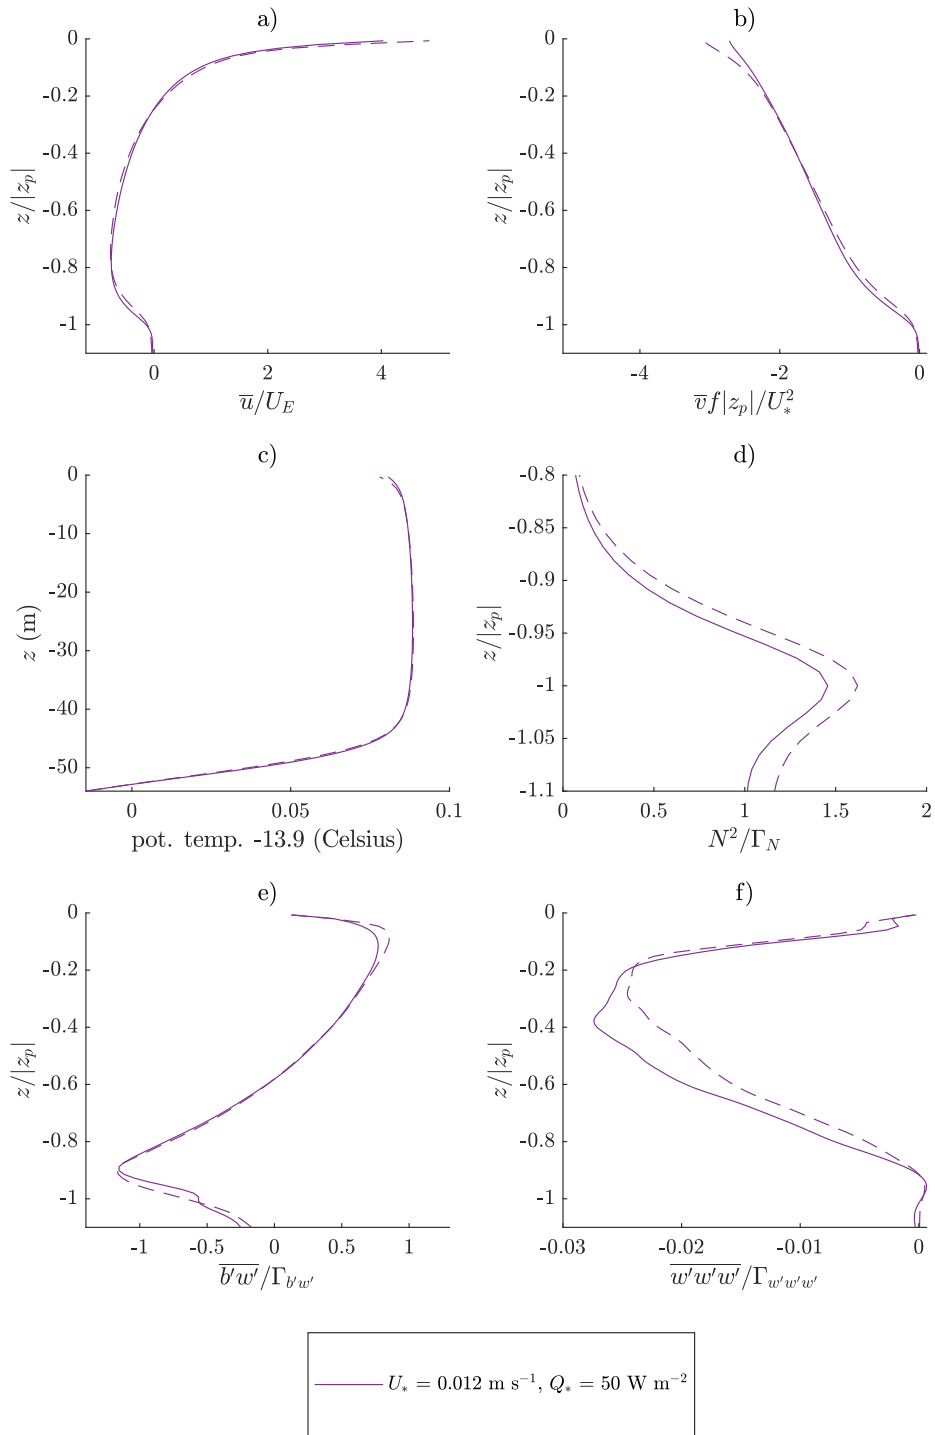 a)
0
-0.2
-0.4
-0.6
-0.8
-1
z/|z_p|
0 2 4
u̅/U_E
b)
0
-0.2
-0.4
-0.6
-0.8
-1
z/|z_p|
-4 -2 0
v̅f|z_p|/U_*^2
c)
0
-10
-20
-30
-40
-50
z (m)
0 0.05 0.1
pot. temp. -13.9 (Celsius)
d)
-0.8
-0.85
-0.9
-0.95
-1
-1.05
-1.1
z/|z_p|
0 0.5 1 1.5 2
N^2/Γ_N
e)
0
-0.2
-0.4
-0.6
-0.8
-1
z/|z_p|
-1 -0.5 0 0.5 1
b'w'/Γ_{b'w'}
f)
0
-0.2
-0.4
-0.6
-0.8
-1
z/|z_p|
-0.03 -0.02 -0.01 0
w'w'w'/Γ_{w'w'w'}
U_* = 0.012 m s^{−1}, Q_* = 50 W m^{−2}